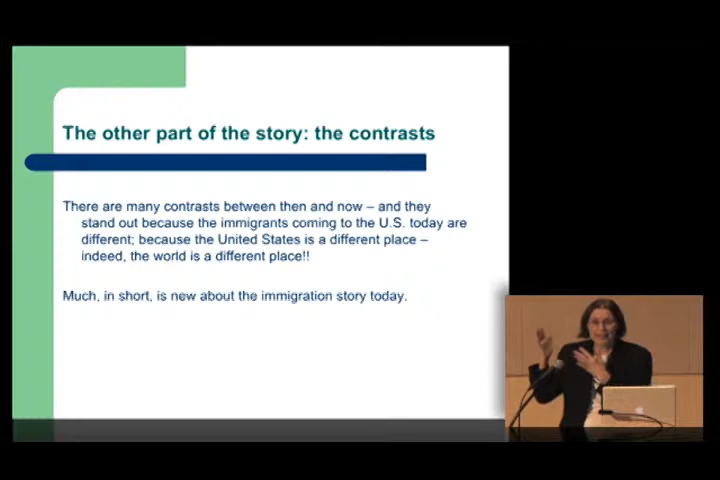 The other part of the story: the contrasts
There are many contrasts between then and now – and they
stand out because the immigrants coming to the U.S. today are
different; because the United States is a different place –
indeed, the world is a different place!!
Much, in short, is new about the immigration story today.